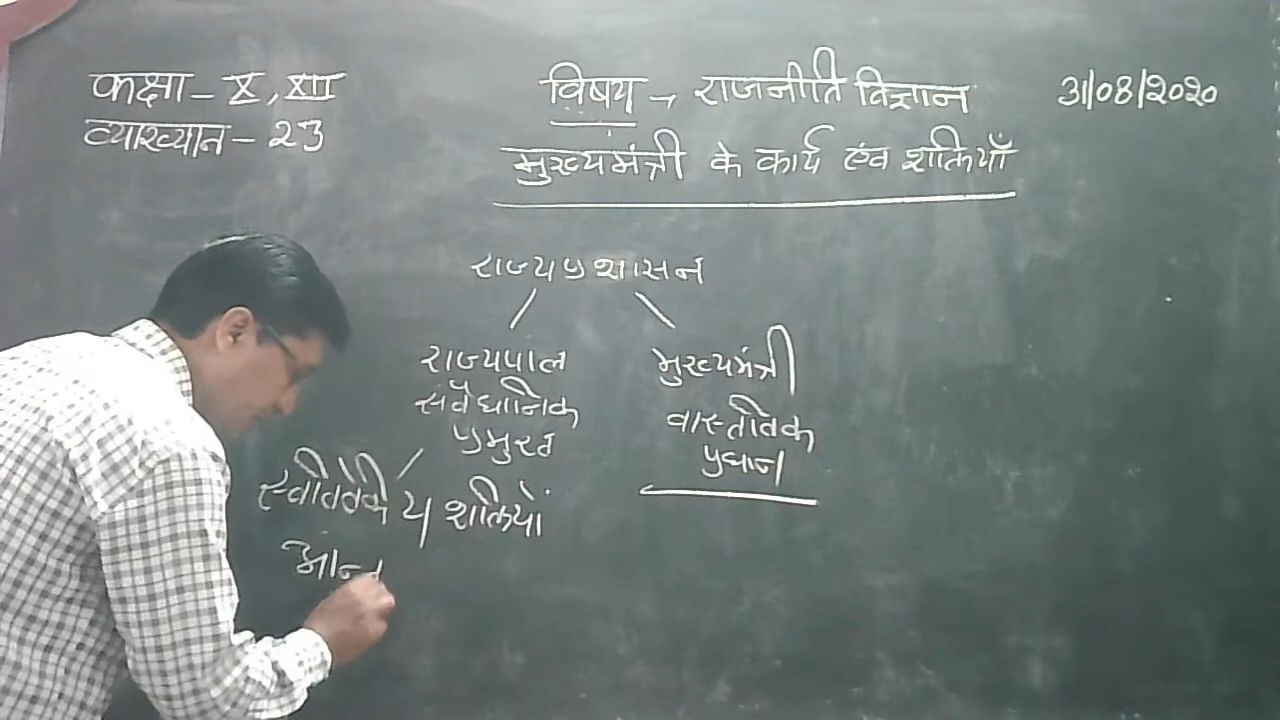 कक्षा - X, XII
व्याख्यान - 23
विषय → राजनीति विज्ञान
31/08/2020
मुख्यमंत्री के कार्य एंव शक्तियाँ
राज्य प्रशासन
राज्यपाल
संवैधानिक
प्रमुख
मुख्यमंत्री
वास्तविक
प्रधान
स्वविवेकीय शक्तियों